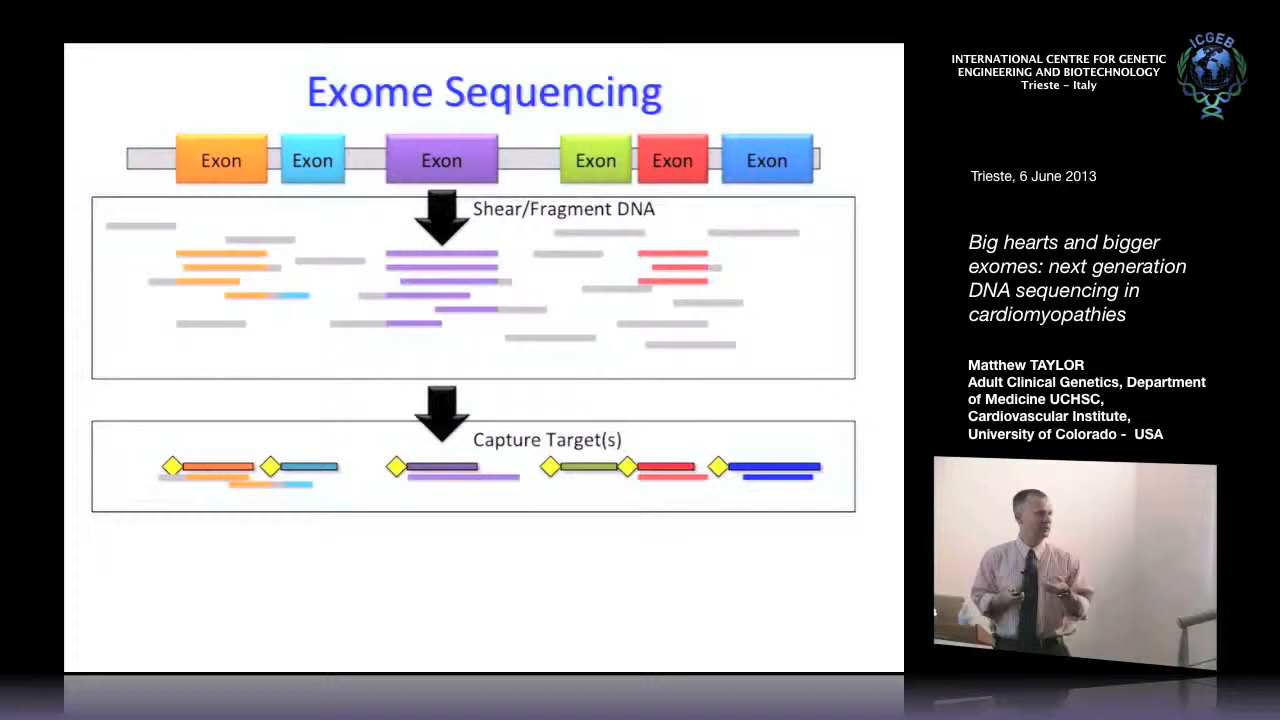 Exome Sequencing
Exon Exon Exon Exon Exon Exon
Shear/Fragment DNA
Capture Target(s)
ICGEB
INTERNATIONAL CENTRE FOR GENETIC
ENGINEERING AND BIOTECHNOLOGY
Trieste - Italy
Trieste, 6 June 2013
Big hearts and bigger
exomes: next generation
DNA sequencing in
cardiomyopathies
Matthew TAYLOR
Adult Clinical Genetics, Department
of Medicine UCHSC,
Cardiovascular Institute,
University of Colorado - USA